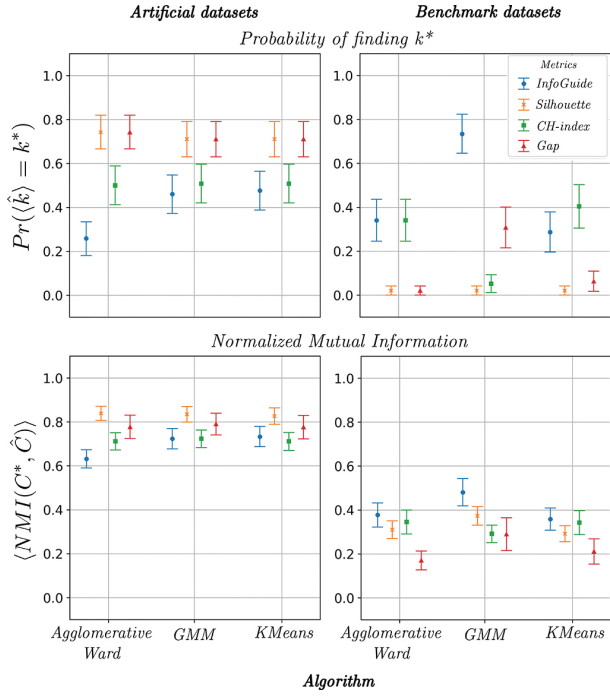 Artificial datasets
Benchmark datasets
Probability of finding k*
Pr(⟨k̂⟩ = k*)
1.0
0.8
0.6
0.4
0.2
0.0
1.0
0.8
0.6
0.4
0.2
0.0
Metrics
InfoGuide
Silhouette
CH-index
Gap
Normalized Mutual Information
⟨NMI(C*, Ĉ)⟩
1.0
0.8
0.6
0.4
0.2
0.0
1.0
0.8
0.6
0.4
0.2
0.0
Agglomerative
Ward
GMM
KMeans
Agglomerative
Ward
GMM
KMeans
Algorithm